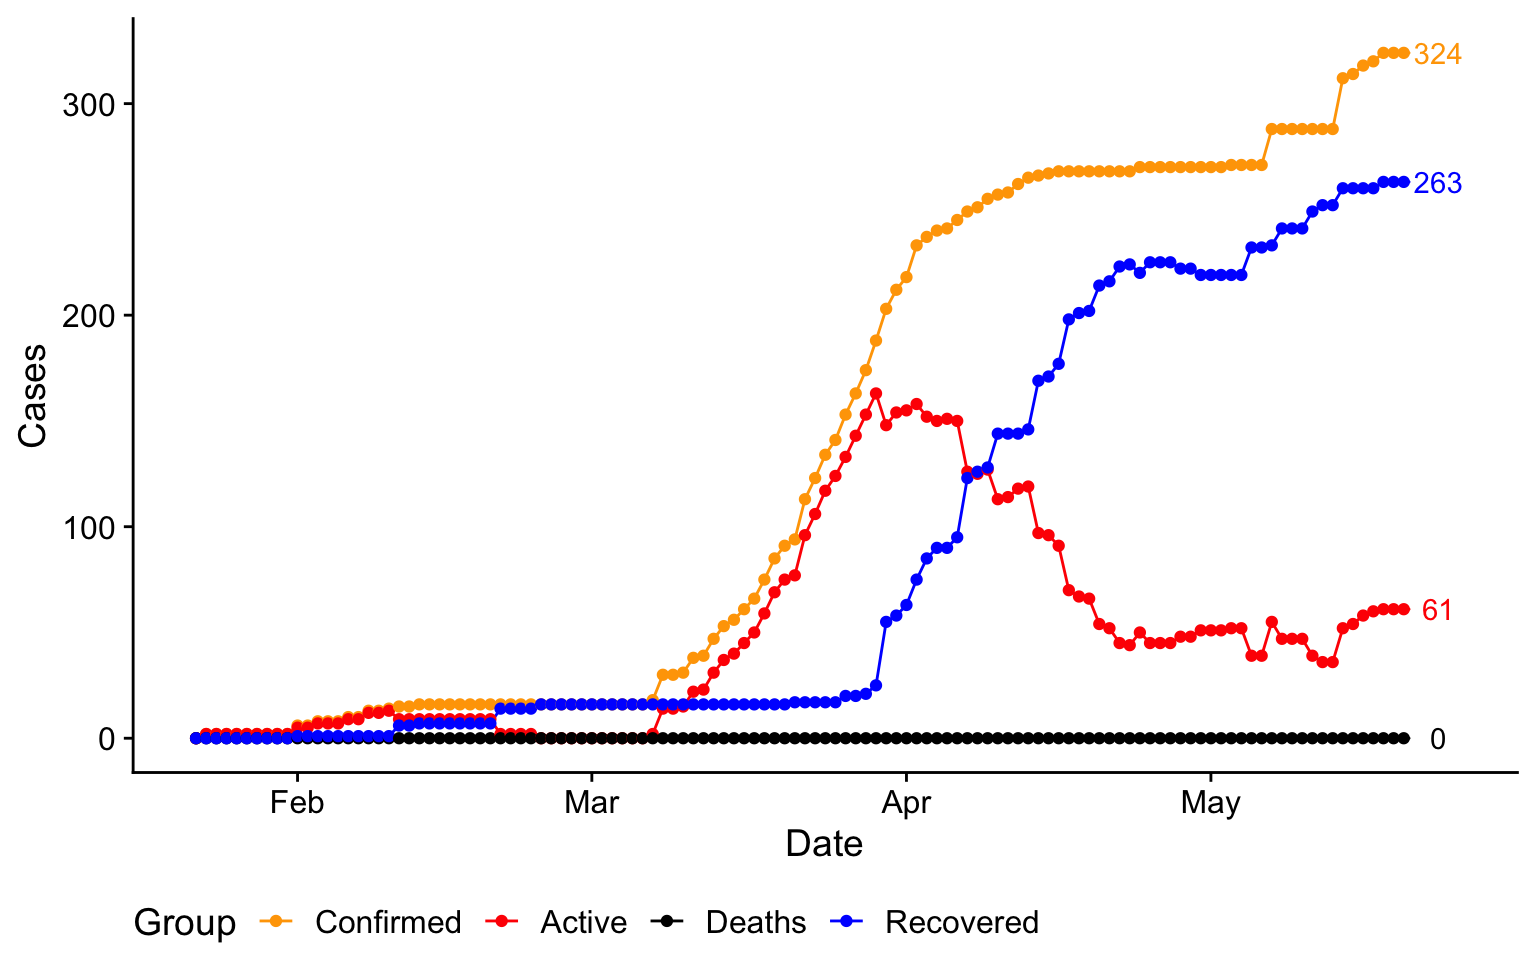 324
300
263
200
Cases
100
61
0
0
Feb Mar Apr May
Date
Group Confirmed Active Deaths Recovered